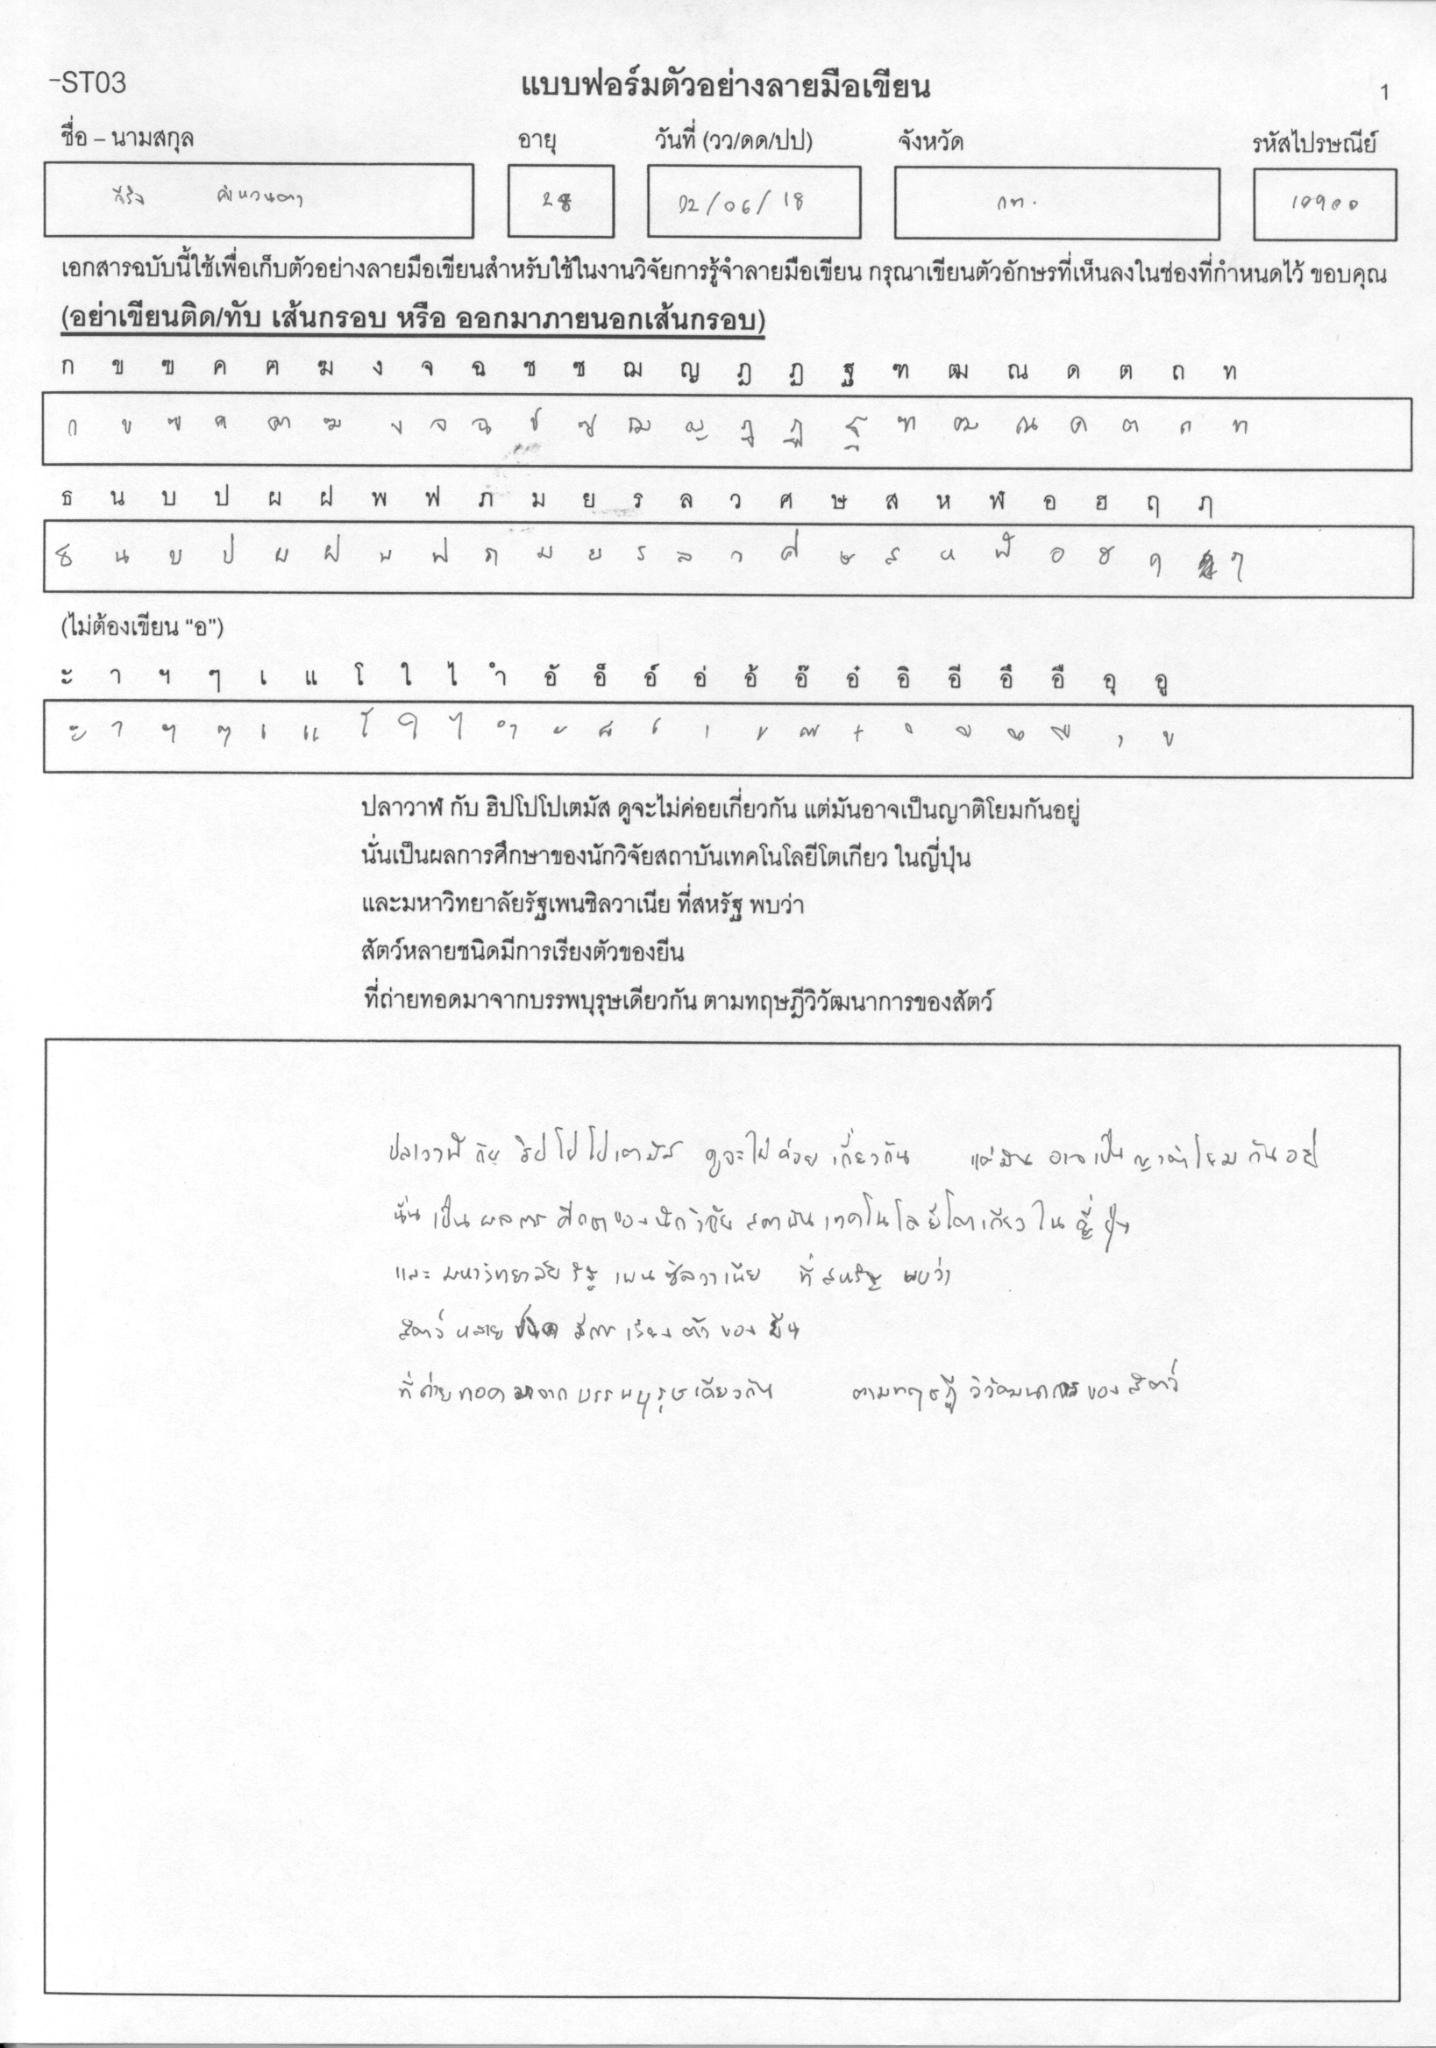 -ST03
แบบฟอร์มตัวอย่างลายมือเขียน
1
ชื่อ – นามสกุล อายุ วันที่ (วว/ดด/ปป) จังหวัด รหัสไปรษณีย์
28 02/06/18 กท. 10900
เอกสารฉบับนี้ใช้เพื่อเก็บตัวอย่างลายมือเขียนสำหรับใช้ในงานวิจัยการรู้จำลายมือเขียน กรุณาเขียนตัวอักษรที่เห็นลงในช่องที่กำหนดไว้ ขอบคุณ
(อย่าเขียนติด/ทับ เส้นกรอบ หรือ ออกมาภายนอกเส้นกรอบ)
ก ข ฃ ค ฅ ฆ ง จ ฉ ช ซ ฌ ญ ฎ ฏ ฐ ฑ ฒ ณ ด ต ถ ท
ก ข ฃ ค ฅ ฆ ง จ ฉ ช ซ ฌ ญ ฎ ฏ ฐ ฑ ฒ ณ ด ต ถ ท
ธ น บ ป ผ ฝ พ ฟ ภ ม ย ร ล ว ศ ษ ส ห ฬ อ ฮ ฤ ฦ
ธ น บ ป ผ ฝ พ ฟ ภ ม ย ร ล ว ศ ษ ส ห ฬ อ ฮ ฤ ฦ
(ไม่ต้องเขียน “อ”)
ะ า ฯ ๆ เ แ โ ใ ไ ำ อั อ็ อ์ อ่ อ้ อ๊ อ๋ อิ อี อึ อื อุ อู
ะ า ฯ ๆ เ แ โ ใ ไ ำ ั ็ ์ ่ ้ ๊ ๋ ิ ี ึ ื ุ ู
ปลาวาฬ กับ ฮิปโปโปเตมัส ดูจะไม่ค่อยเกี่ยวกัน แต่มันอาจเป็นญาติโยมกันอยู่
นั่นเป็นผลการศึกษาของนักวิจัยสถาบันเทคโนโลยีโตเกียว ในญี่ปุ่น
และมหาวิทยาลัยรัฐเพนซิลวาเนีย ที่สหรัฐ พบว่า
สัตว์หลายชนิดมีการเรียงตัวของยีน
ที่ถ่ายทอดมาจากบรรพบุรุษเดียวกัน ตามทฤษฎีวิวัฒนาการของสัตว์
ปลาวาฬ กับ ฮิปโปโปเตมัส ดูจะไม่ค่อยเกี่ยวกัน แต่มันอาจเป็นญาติโยมกันอยู่
นั่นเป็นผลการศึกษาของนักวิจัยสถาบันเทคโนโลยีโตเกียว ในญี่ปุ่น
และมหาวิทยาลัยรัฐเพนซิลวาเนีย ที่สหรัฐ พบว่า
สัตว์หลายชนิดมีการเรียงตัวของยีน
ที่ถ่ายทอดมาจากบรรพบุรุษเดียวกัน ตามทฤษฎีวิวัฒนาการของสัตว์